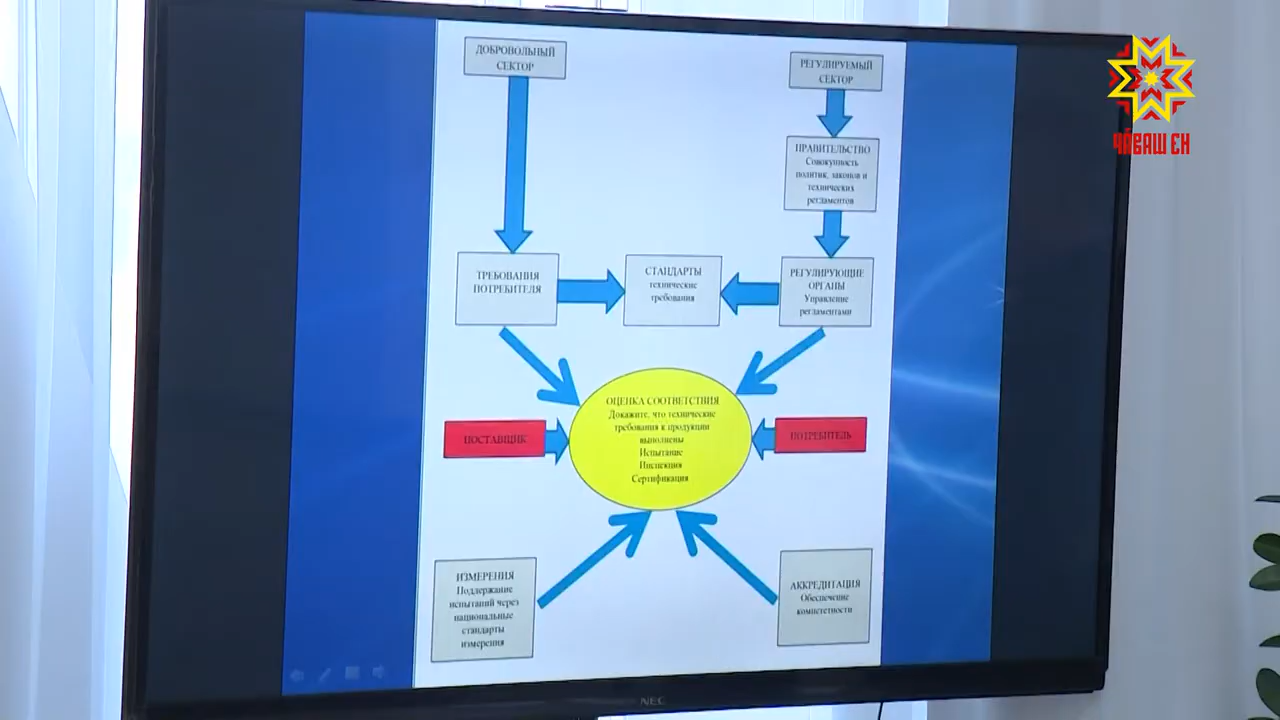 ДОБРОВОЛЬНЫЙ
СЕКТОР
РЕГУЛИРУЕМЫЙ
СЕКТОР
ЧӐВАШ ЕН
ПРАВИТЕЛЬСТВО
Совокупность
политик, законов и
технических
регламентов
ТРЕБОВАНИЯ
ПОТРЕБИТЕЛЯ
СТАНДАРТЫ
технические
требования
РЕГУЛИРУЮЩИЕ
ОРГАНЫ
Управление
регламентами
ОЦЕНКА СООТВЕТСТВИЯ
Докажите, что технические
требования к продукции
выполнены
Испытание
Инспекция
Сертификация
ПОСТАВЩИК
ПОТРЕБИТЕЛЬ
ИЗМЕРЕНИЯ
Поддержание
испытаний через
национальные
стандарты
измерения
АККРЕДИТАЦИЯ
Обеспечение
компетентности
NEC